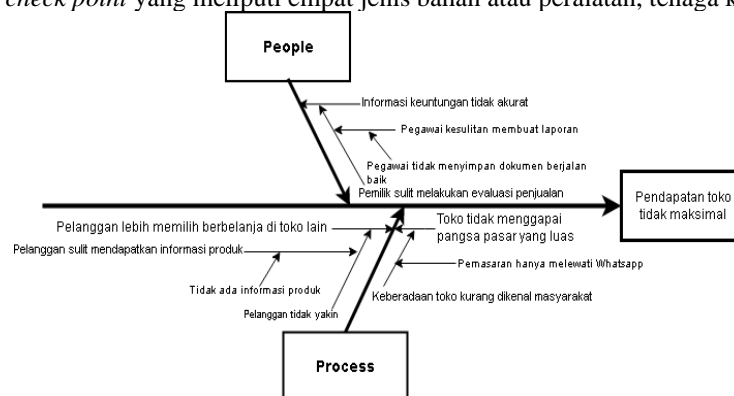 check point yang meliputi empat jenis bahan atau peralatan, tenaga k
People
Informasi keuntungan tidak akurat
Pegawai kesulitan membuat laporan
Pegawai tidak menyimpan dokumen berjalan
baik
Pemilik sulit melakukan evaluasi penjualan
Pendapatan toko
tidak maksimal
Pelanggan lebih memilih berbelanja di toko lain
Toko tidak menggapai
pangsa pasar yang luas
Pelanggan sulit mendapatkan informasi produk
Pemasaran hanya melewati Whatsapp
Tidak ada informasi produk
Keberadaan toko kurang dikenal masyarakat
Pelanggan tidak yakin
Process